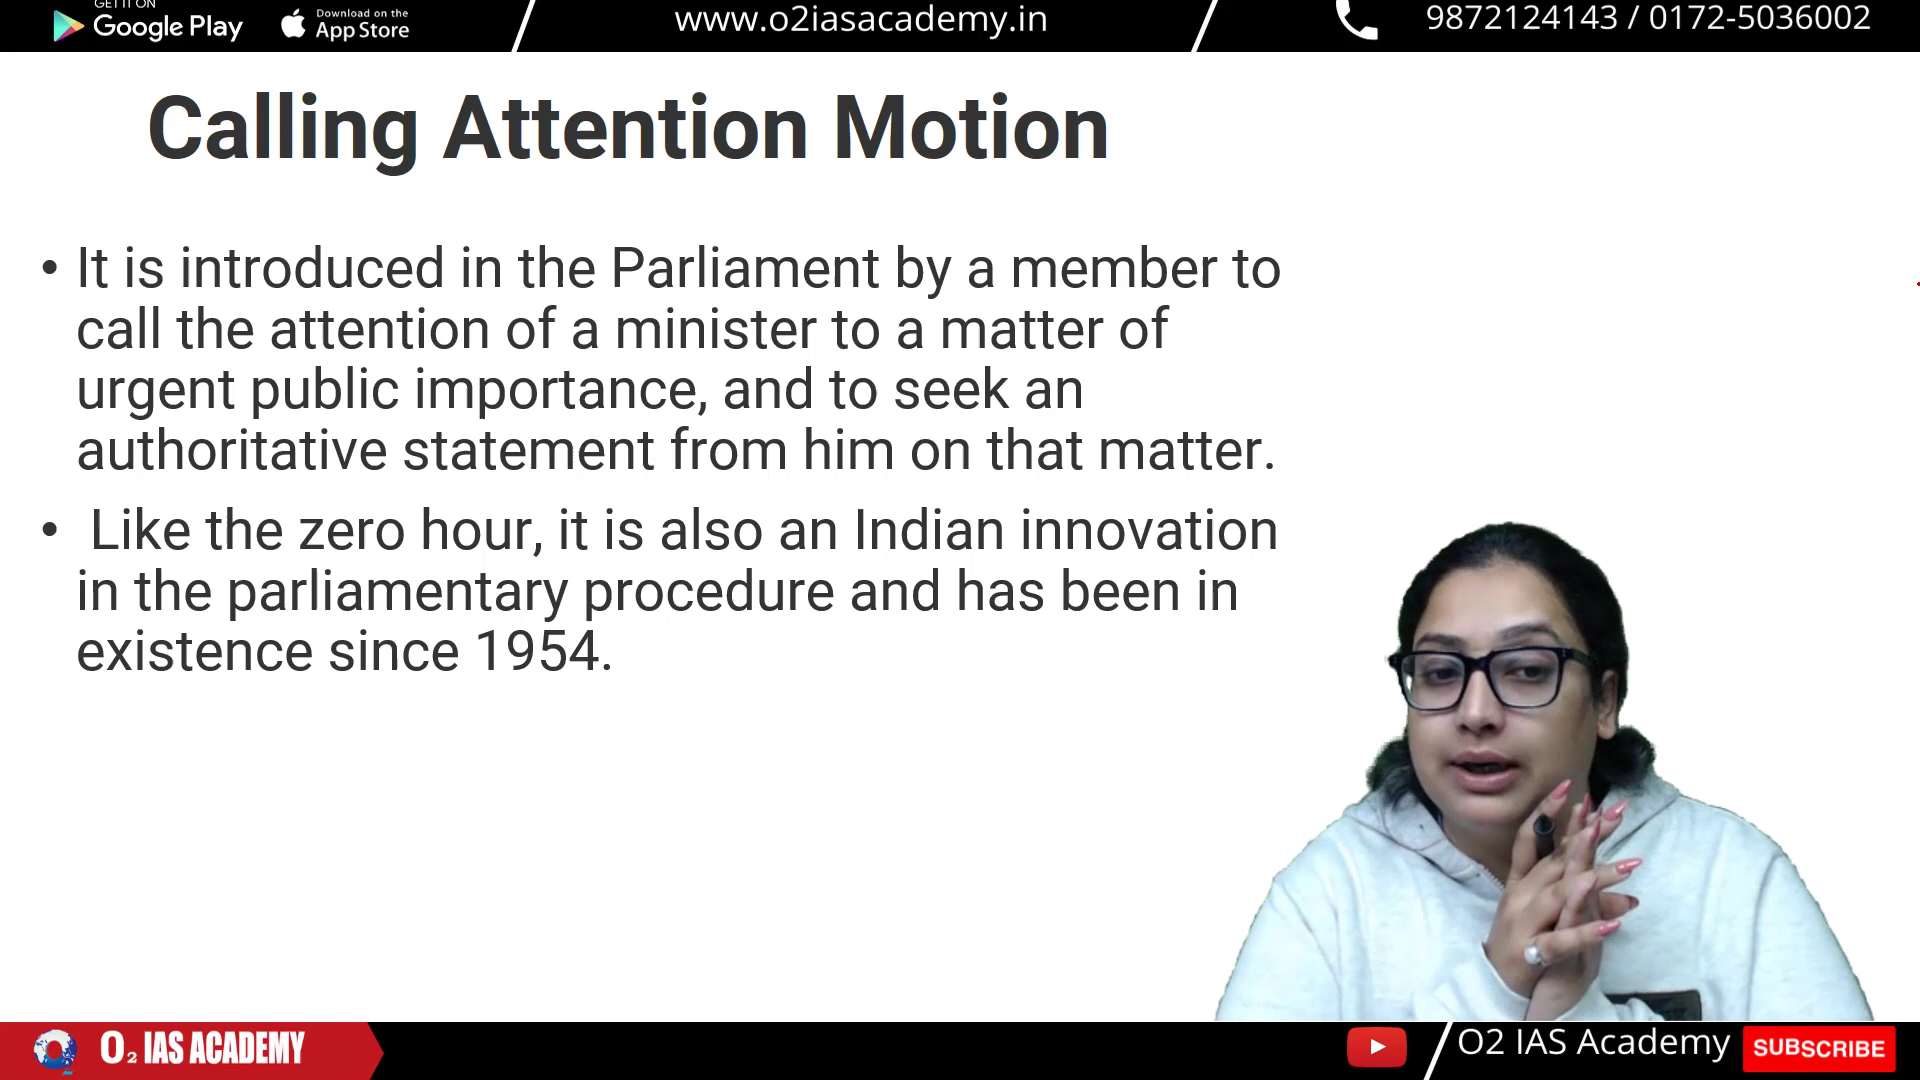 GET IT ON
Google Play
Download on the
App Store
www.o2iasacademy.in
9872124143 / 0172-5036002
Calling Attention Motion
• It is introduced in the Parliament by a member to
call the attention of a minister to a matter of
urgent public importance, and to seek an
authoritative statement from him on that matter.
• Like the zero hour, it is also an Indian innovation
in the parliamentary procedure and has been in
existence since 1954.
O2 IAS ACADEMY
O2 IAS Academy
SUBSCRIBE